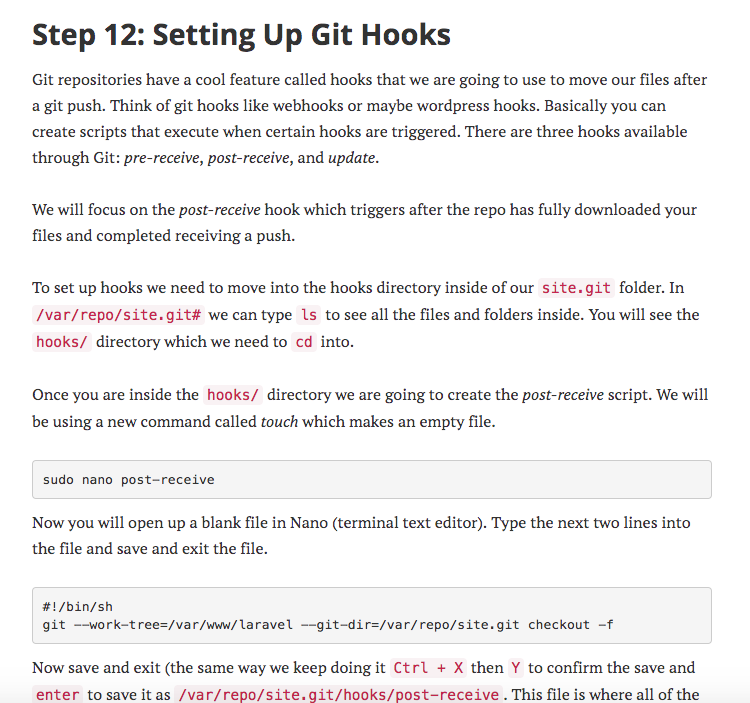 Step 12: Setting Up Git Hooks
Git repositories have a cool feature called hooks that we are going to use to move our files after
a git push. Think of git hooks like webhooks or maybe wordpress hooks. Basically you can
create scripts that execute when certain hooks are triggered. There are three hooks available
through Git: pre-receive, post-receive, and update.
We will focus on the post-receive hook which triggers after the repo has fully downloaded your
files and completed receiving a push.
To set up hooks we need to move into the hooks directory inside of our site.git folder. In
/var/repo/site.git# we can type ls to see all the files and folders inside. You will see the
hooks/ directory which we need to cd into.
Once you are inside the hooks/ directory we are going to create the post-receive script. We will
be using a new command called touch which makes an empty file.
sudo nano post-receive
Now you will open up a blank file in Nano (terminal text editor). Type the next two lines into
the file and save and exit the file.
#!/bin/sh
git --work-tree=/var/www/laravel --git-dir=/var/repo/site.git checkout -f
Now save and exit (the same way we keep doing it Ctrl + X then Y to confirm the save and
enter to save it as /var/repo/site.git/hooks/post-receive . This file is where all of the